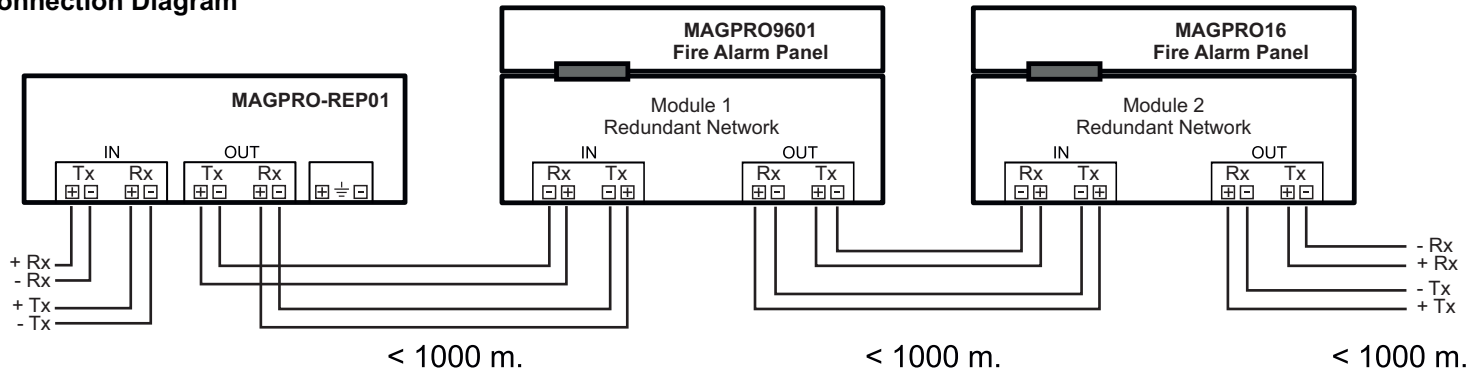 onnection Diagram
MAGPRO-REP01
IN
OUT
Tx Rx
Tx Rx
+ - + -
+ - + -
+ ⏚ -
+ Rx
- Rx
+ Tx
- Tx
MAGPRO9601
Fire Alarm Panel
Module 1
Redundant Network
IN
OUT
Rx Tx
Rx Tx
- + - +
+ - + -
MAGPRO16
Fire Alarm Panel
Module 2
Redundant Network
IN
OUT
Rx Tx
Rx Tx
- + - +
+ - + -
- Rx
+ Rx
- Tx
+ Tx
< 1000 m.
< 1000 m.
< 1000 m.